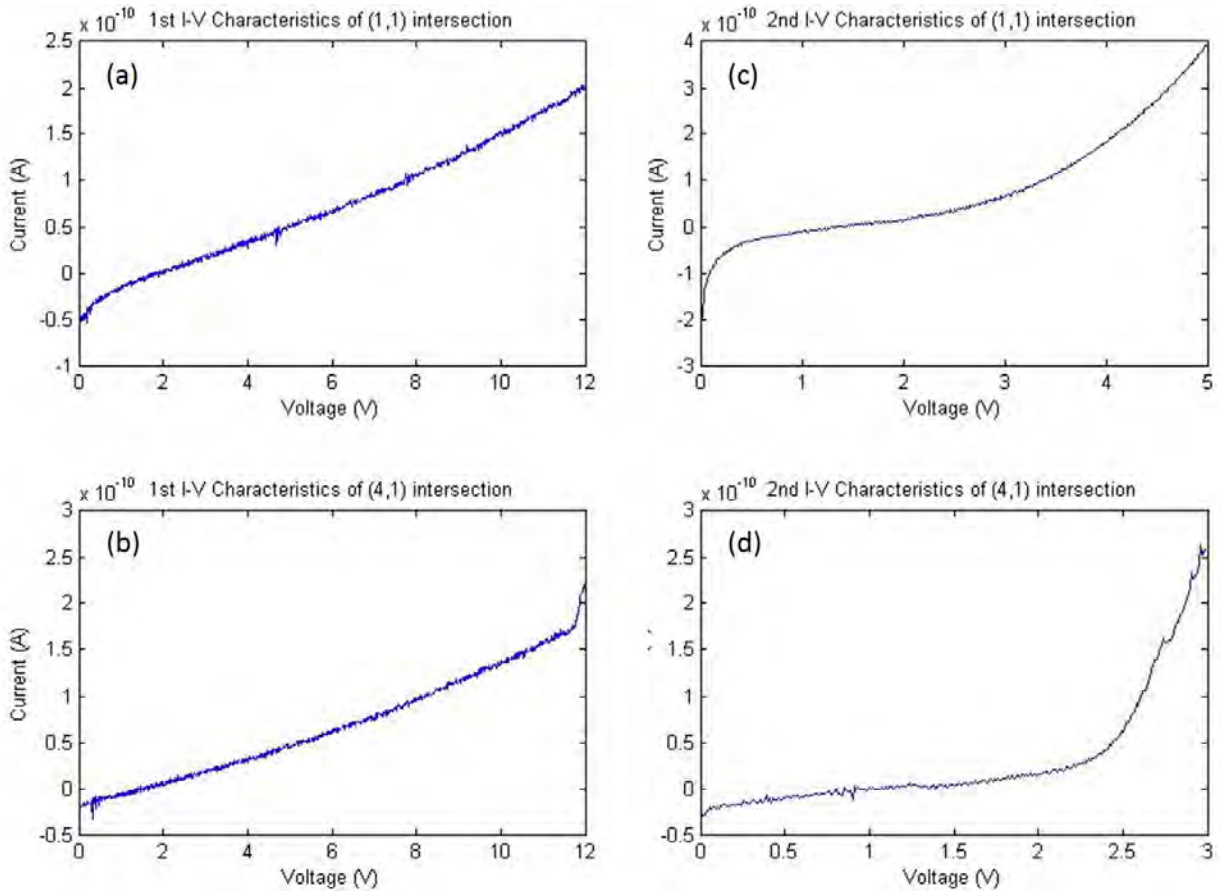 x 10-10 1st I-V Characteristics of (1,1) intersection
2.5
2
1.5
1
0.5
0
-0.5
-1
Current (A)
(a)
0 2 4 6 8 10 12
Voltage (V)
x 10-10 2nd I-V Characteristics of (1,1) intersection
4
3
2
1
0
-1
-2
-3
Current (A)
(c)
0 1 2 3 4 5
Voltage (V)
x 10-10 1st I-V Characteristics of (4,1) intersection
3
2.5
2
1.5
1
0.5
0
-0.5
Current (A)
(b)
0 2 4 6 8 10 12
Voltage (V)
x 10-10 2nd I-V Characteristics of (4,1) intersection
3
2.5
2
1.5
1
0.5
0
-0.5
(d)
0 0.5 1 1.5 2 2.5 3
Voltage (V)